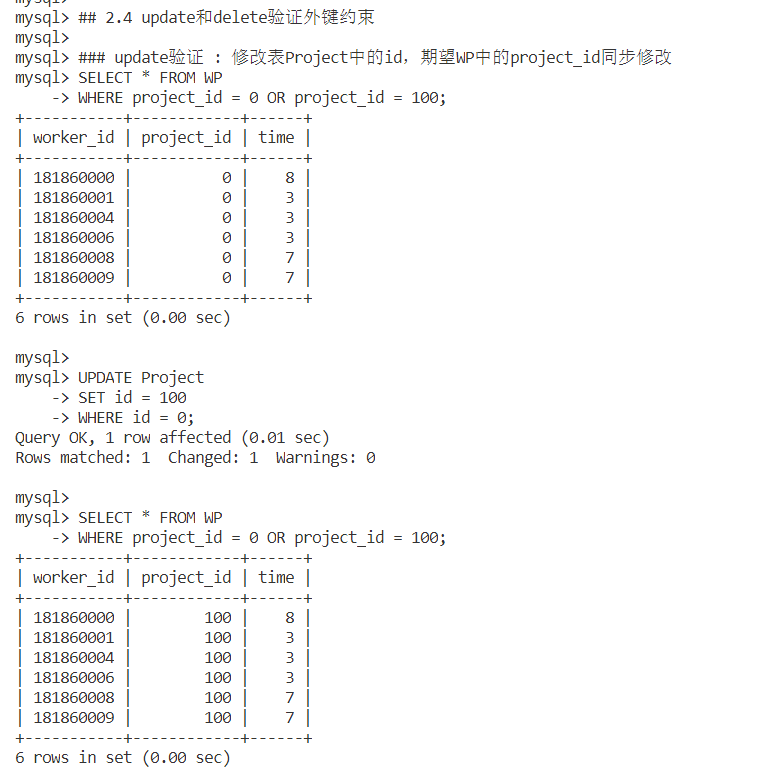 mysql> ## 2.4 update和delete验证外键约束
mysql>
mysql> ### update验证 : 修改表Project中的id，期望WP中的project_id同步修改
mysql> SELECT * FROM WP
    -> WHERE project_id = 0 OR project_id = 100;
+-----------+------------+------+
| worker_id | project_id | time |
+-----------+------------+------+
| 181860000 |          0 |    8 |
| 181860001 |          0 |    3 |
| 181860004 |          0 |    3 |
| 181860006 |          0 |    3 |
| 181860008 |          0 |    7 |
| 181860009 |          0 |    7 |
+-----------+------------+------+
6 rows in set (0.00 sec)
mysql>
mysql> UPDATE Project
    -> SET id = 100
    -> WHERE id = 0;
Query OK, 1 row affected (0.01 sec)
Rows matched: 1  Changed: 1  Warnings: 0
mysql>
mysql> SELECT * FROM WP
    -> WHERE project_id = 0 OR project_id = 100;
+-----------+------------+------+
| worker_id | project_id | time |
+-----------+------------+------+
| 181860000 |        100 |    8 |
| 181860001 |        100 |    3 |
| 181860004 |        100 |    3 |
| 181860006 |        100 |    3 |
| 181860008 |        100 |    7 |
| 181860009 |        100 |    7 |
+-----------+------------+------+
6 rows in set (0.00 sec)